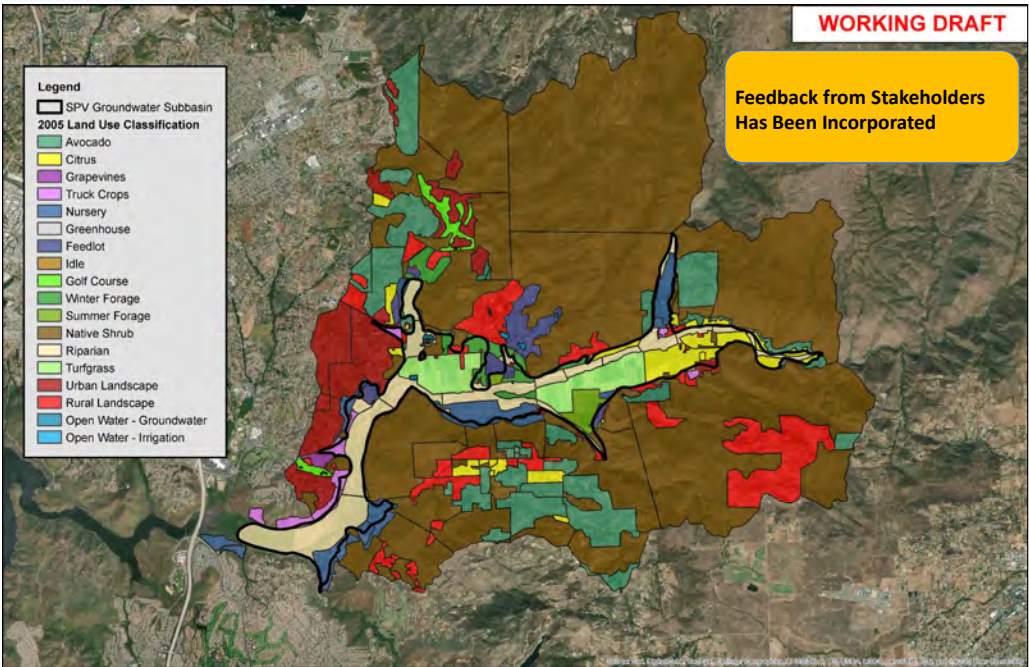 WORKING DRAFT
Feedback from Stakeholders
Has Been Incorporated
Legend
SPV Groundwater Subbasin
2005 Land Use Classification
Avocado
Citrus
Grapevines
Truck Crops
Nursery
Greenhouse
Feedlot
Idle
Golf Course
Winter Forage
Summer Forage
Native Shrub
Riparian
Turfgrass
Urban Landscape
Rural Landscape
Open Water - Groundwater
Open Water - Irrigation